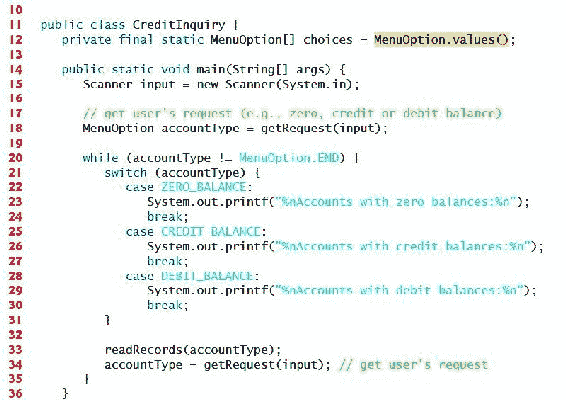 10
11 public class CreditInquiry {
12 private final static MenuOption[] choices = MenuOption.values();
13
14 public static void main(String[] args) {
15 Scanner input = new Scanner(System.in);
16
17 // get user's request (e.g., zero, credit or debit balance)
18 MenuOption accountType = getRequest(input);
19
20 while (accountType != MenuOption.END) {
21 switch (accountType) {
22 case ZERO_BALANCE:
23 System.out.printf("%nAccounts with zero balances:%n");
24 break;
25 case CREDIT_BALANCE:
26 System.out.printf("%nAccounts with credit balances:%n");
27 break;
28 case DEBIT_BALANCE:
29 System.out.printf("%nAccounts with debit balances:%n");
30 break;
31 }
32
33 readRecords(accountType);
34 accountType = getRequest(input); // get user's request
35 }
36 }